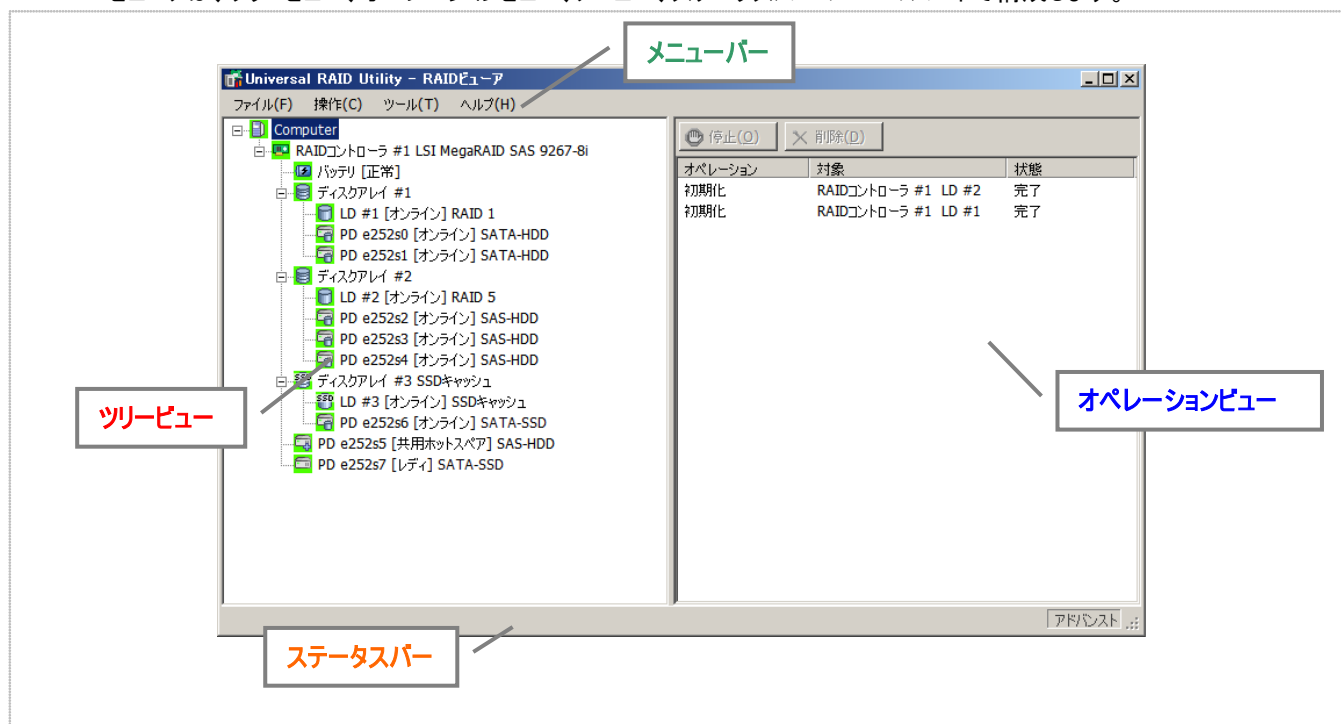 メニューバー
Universal RAID Utility - RAIDビューア
ファイル(F) 操作(C) ツール(T) ヘルプ(H)
Computer
RAIDコントローラ #1 LSI MegaRAID SAS 9267-8i
バッテリ [正常]
ディスクアレイ #1
LD #1 [オンライン] RAID 1
PD e252s0 [オンライン] SATA-HDD
PD e252s1 [オンライン] SATA-HDD
ディスクアレイ #2
LD #2 [オンライン] RAID 5
PD e252s2 [オンライン] SAS-HDD
PD e252s3 [オンライン] SAS-HDD
PD e252s4 [オンライン] SAS-HDD
ディスクアレイ #3 SSDキャッシュ
LD #3 [オンライン] SSDキャッシュ
PD e252s6 [オンライン] SATA-SSD
PD e252s5 [共用ホットスペア] SAS-HDD
PD e252s7 [レディ] SATA-SSD
停止(O) 削除(D)
オペレーション 対象 状態
初期化 RAIDコントローラ #1 LD #2 完了
初期化 RAIDコントローラ #1 LD #1 完了
ツリービュー
オペレーションビュー
アドバンスト
ステータスバー